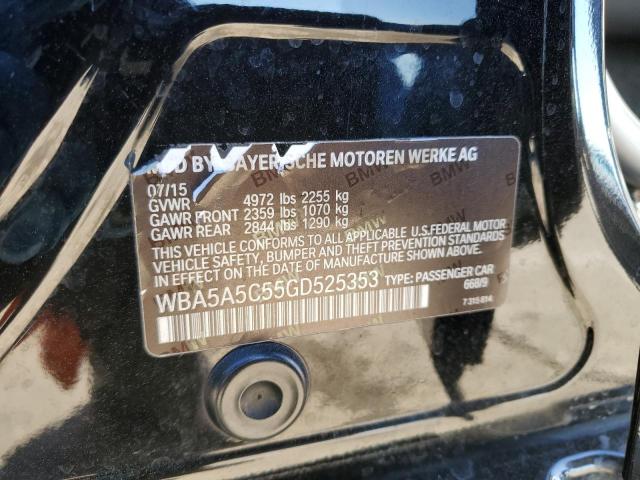 BY BAYERISCHE MOTOREN WERKE AG
07/15
GVWR 4972 lbs 2255 kg
GAWR FRONT 2359 lbs 1070 kg
GAWR REAR 2844 lbs 1290 kg
THIS VEHICLE CONFORMS TO ALL APPLICABLE U.S.FEDERAL MOTOR
VEHICLE SAFETY, BUMPER AND THEFT PREVENTION STANDARDS
IN EFFECT ON THE DATE OF MANUFACTURE SHOWN ABOVE.
WBA5A5C55GD525353 TYPE: PASSENGER CAR
668/9
7 315 814